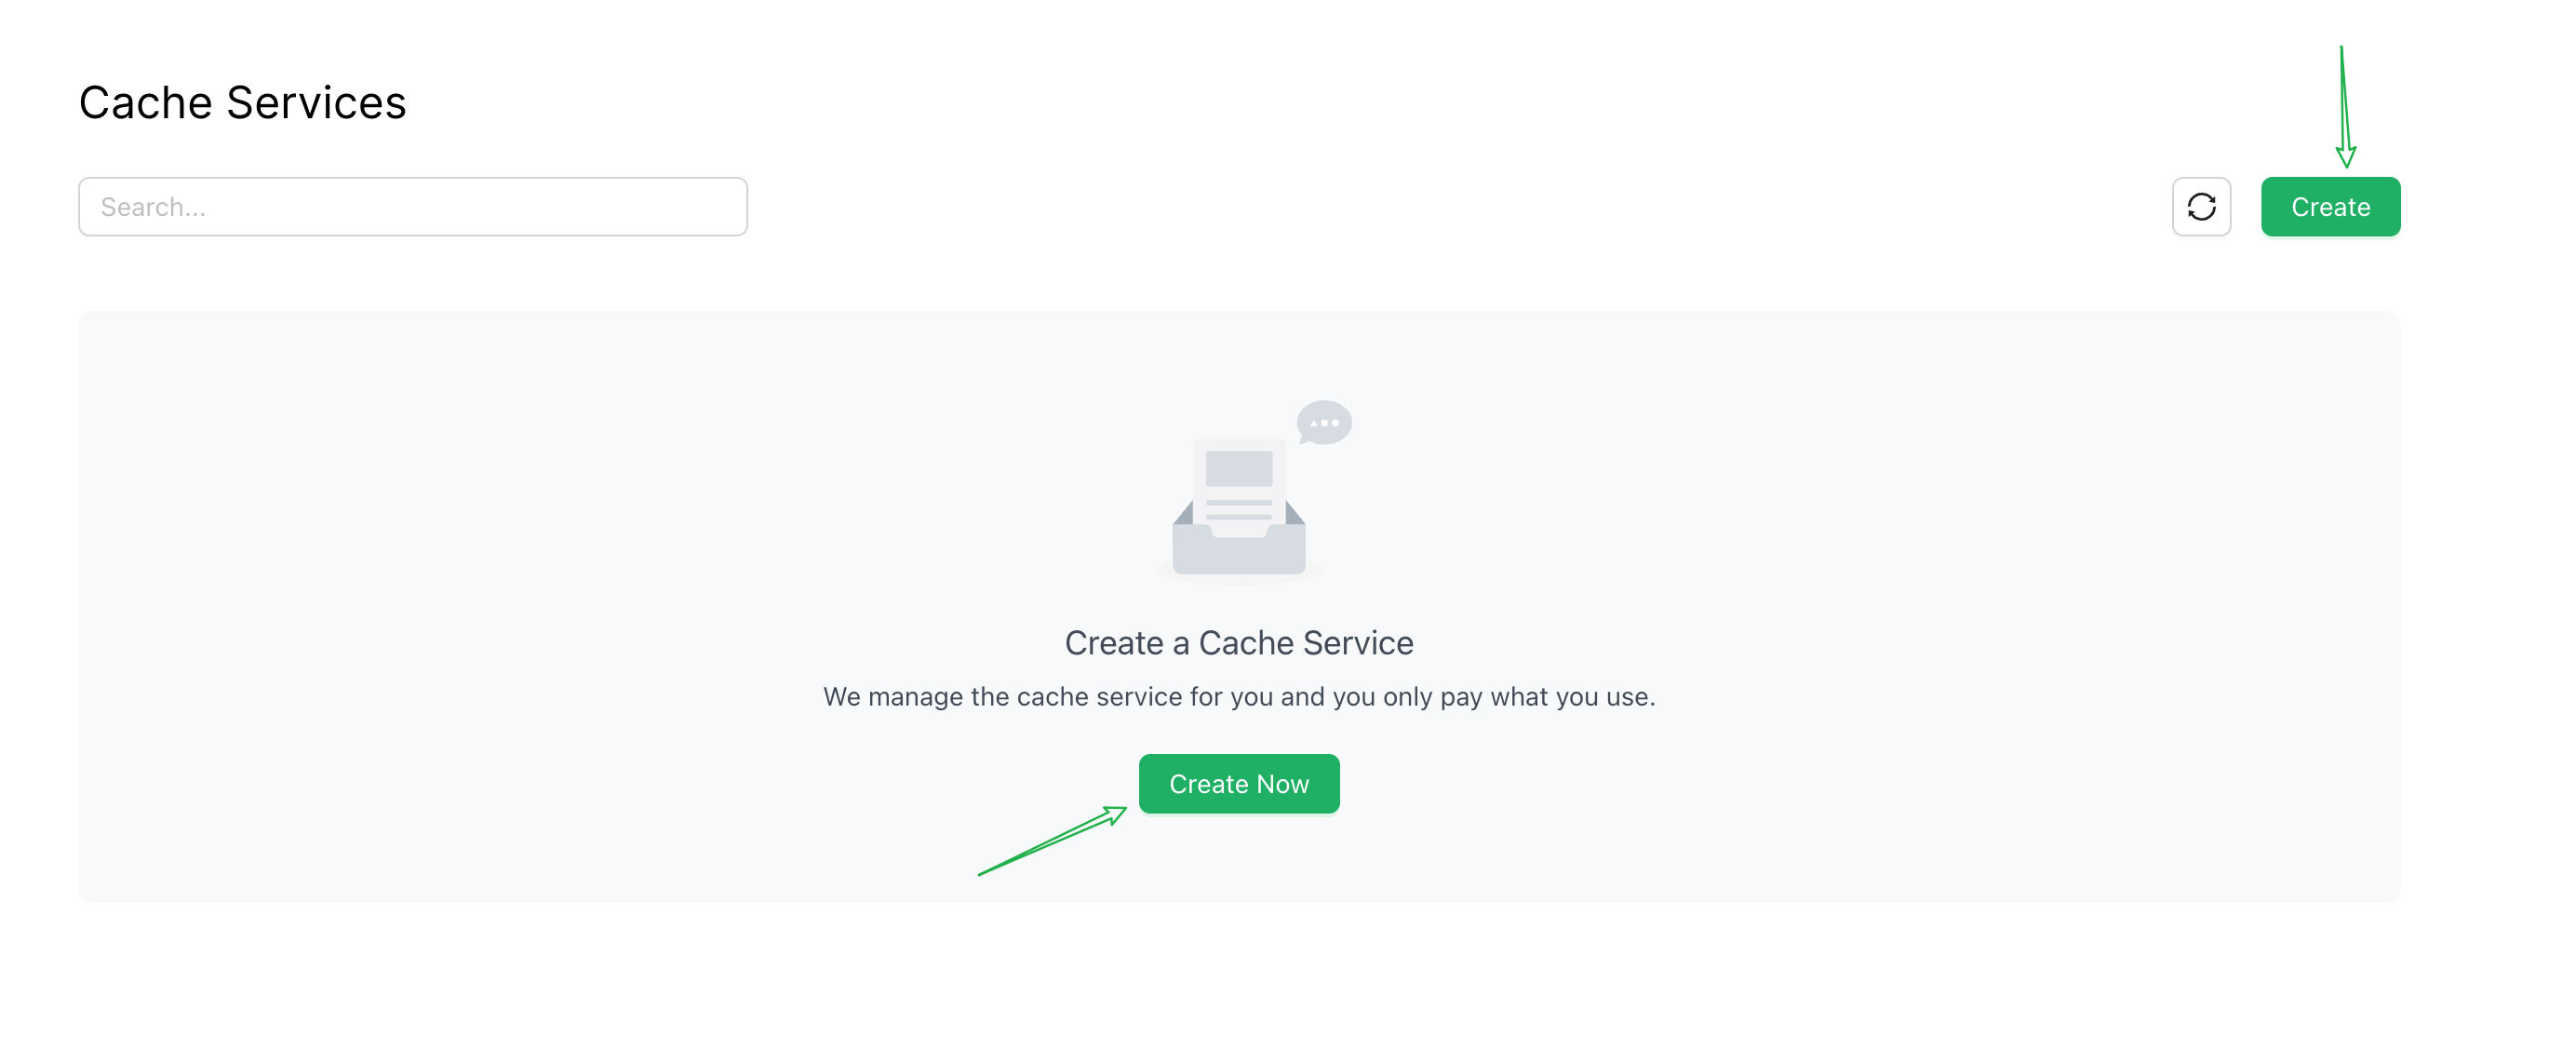 Cache Services
Search...
Create
Create a Cache Service
We manage the cache service for you and you only pay what you use.
Create Now